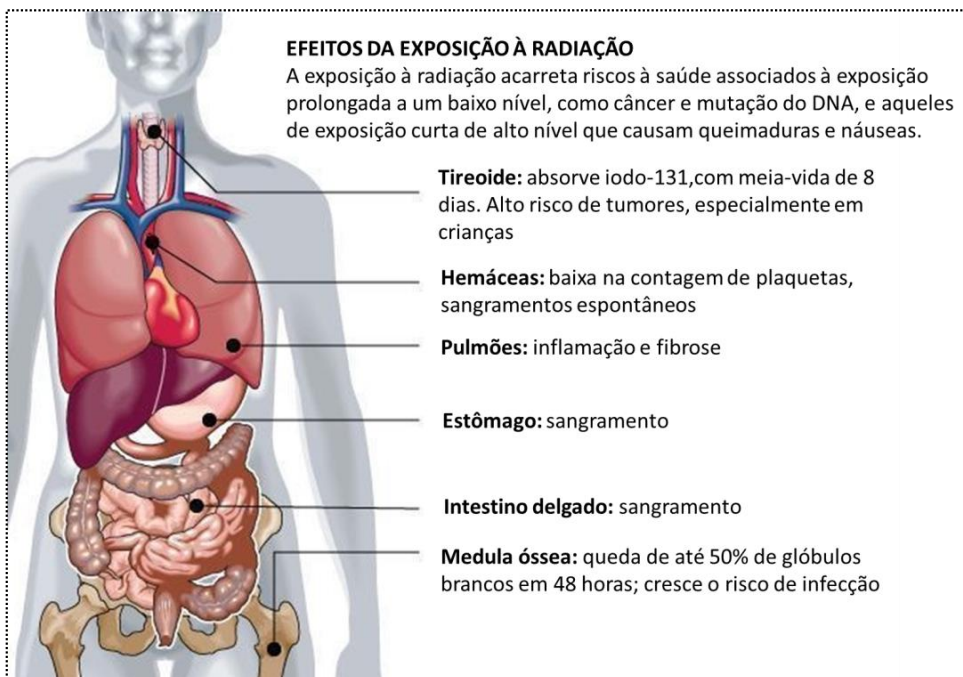 EFEITOS DA EXPOSIÇÃO À RADIAÇÃO
A exposição à radiação acarreta riscos à saúde associados à exposição
prolongada a um baixo nível, como câncer e mutação do DNA, e aqueles
de exposição curta de alto nível que causam queimaduras e náuseas.
Tireoide: absorve iodo-131,com meia-vida de 8
dias. Alto risco de tumores, especialmente em
crianças
Hemáceas: baixa na contagem de plaquetas,
sangramentos espontâneos
Pulmões: inflamação e fibrose
Estômago: sangramento
Intestino delgado: sangramento
Medula óssea: queda de até 50% de glóbulos
brancos em 48 horas; cresce o risco de infecção